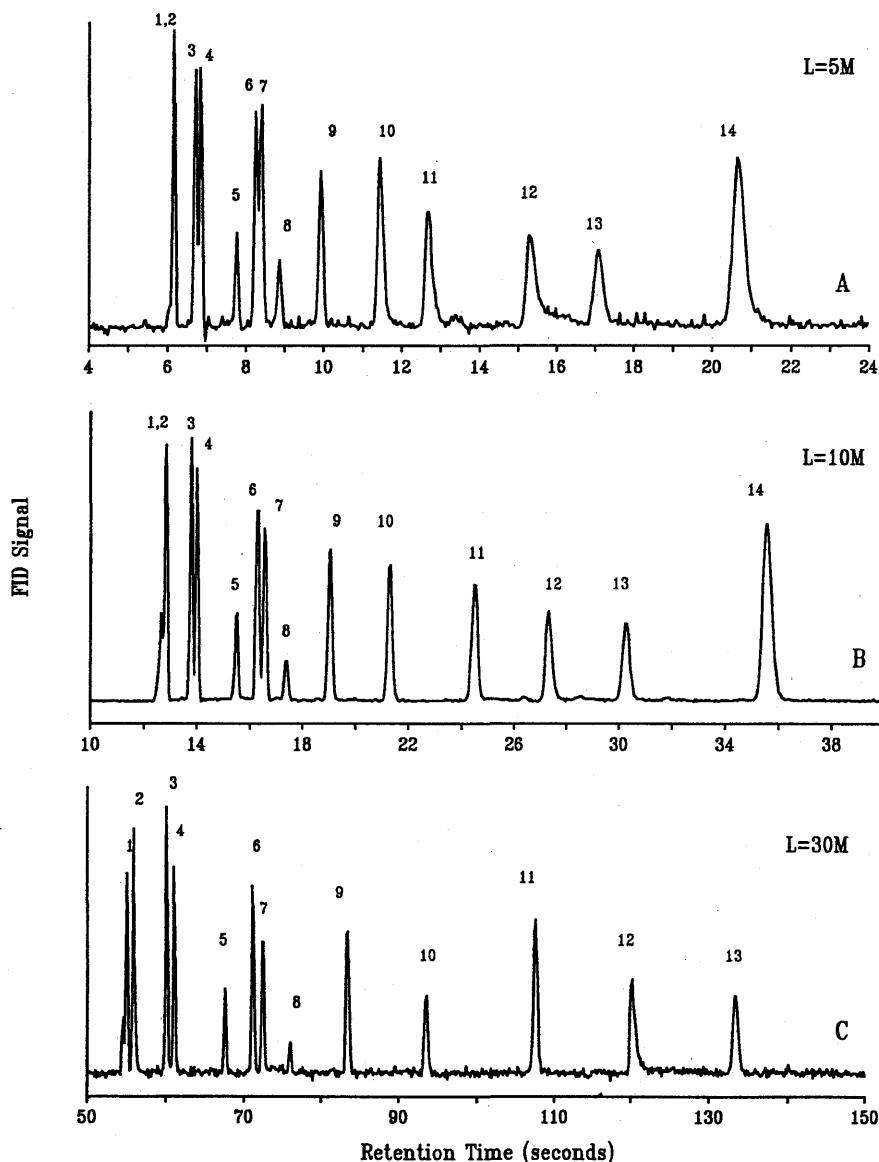 1,2
3 4
L=5M
6 7
9 10 14
11
5 12
8 13
A
4 6 8 10 12 14 16 18 20 22 24
1,2 3
4
L=10M
6 14
7 9 10
11
5 12 13
8
B
10 14 18 22 26 30 34 38
FID Signal
3
2
1 4 6 L=30M
7 9 11
5 10 12 13
8
C
50 70 90 110 130 150
Retention Time (seconds)